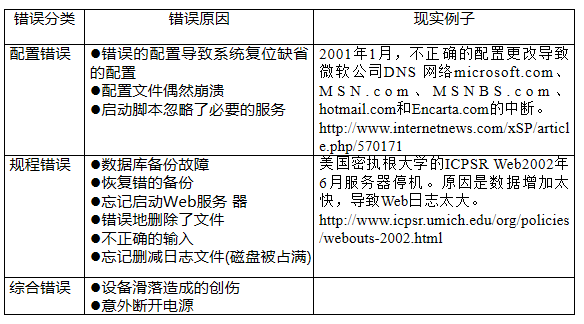 错误分类 错误原因 现实例子
配置错误
●错误的配置导致系统复位缺省
的配置
●配置文件偶然崩溃
●启动脚本忽略了必要的服务
2001年1月，不正确的配置更改导致
微软公司DNS 网络microsoft.com、
MSN.com、MSNBS.com、
hotmail.com和Encarta.com的中断。
http://www.internetnews.com/xSP/article
e.php/570171
规程错误
●数据库备份故障
●恢复错的备份
●忘记启动Web服务 器
●错误地删除了文件
●不正确的输入
●忘记删减日志文件(磁盘被占满)
美国密执根大学的ICPSR Web2002年
6月服务器停机。原因是数据增加太
快，导致Web日志太大。
http://www.icpsr.umich.edu/org/policies
/webouts-2002.html
综合错误
●设备滑落造成的创伤
●意外断开电源